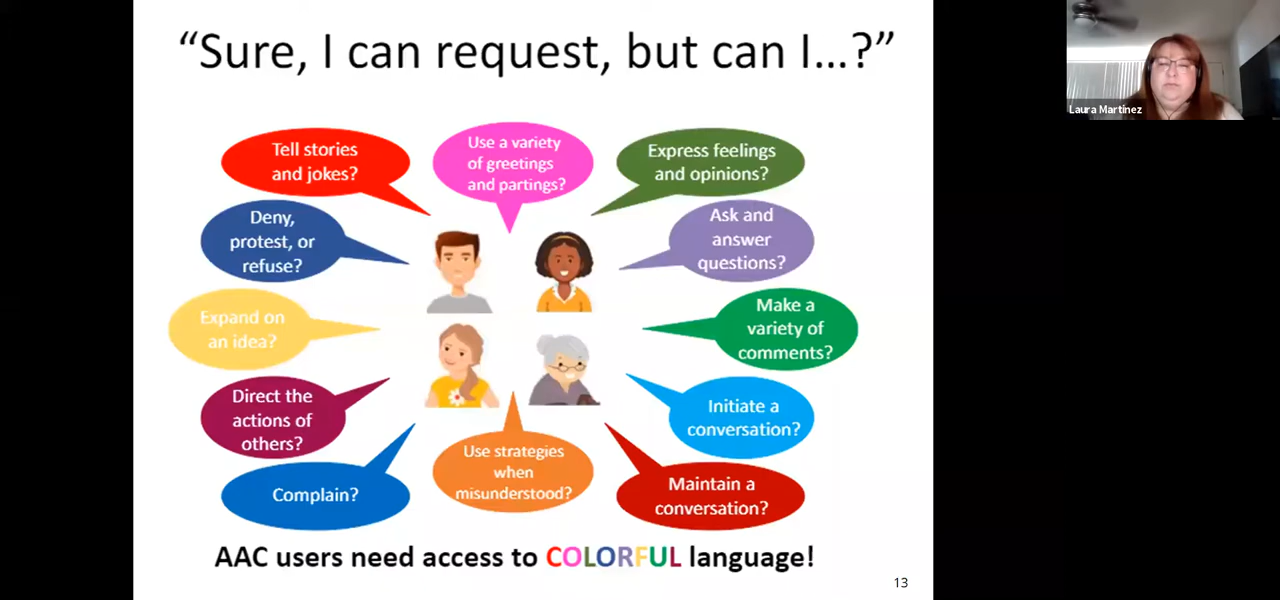 “Sure, I can request, but can I…?”
Laura Martinez
Tell stories
and jokes?
Use a variety
of greetings
and partings?
Express feelings
and opinions?
Deny,
protest, or
refuse?
Ask and
answer
questions?
Expand on
an idea?
Make a
variety of
comments?
Direct the
actions of
others?
Initiate a
conversation?
Complain?
Use strategies
when
misunderstood?
Maintain a
conversation?
AAC users need access to COLORFUL language!
13